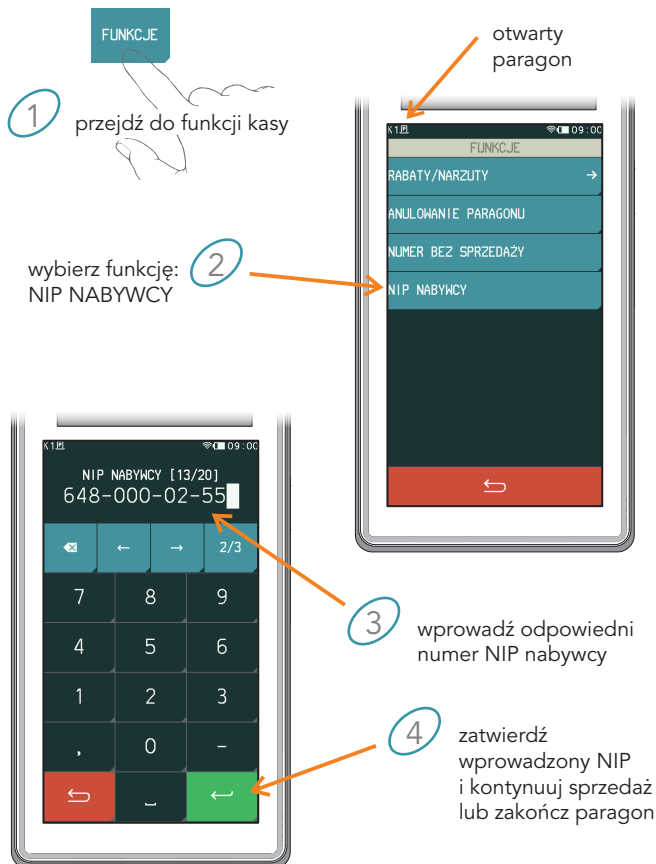 FUNKCJE
1
przejdź do funkcji kasy
otwarty
paragon
K1 09:00
FUNKCJE
RABATY/NARZUTY →
ANULOWANIE PARAGONU
NUMER BEZ SPRZEDAŻY
NIP NABYWCY
wybierz funkcję: 2
NIP NABYWCY
K1 09:00
NIP NABYWCY [13/20]
648-000-02-55
← → 2/3
7 8 9
4 5 6
1 2 3
, 0 -
3
wprowadź odpowiedni
numer NIP nabywcy
4
zatwierdź
wprowadzony NIP
i kontynuuj sprzedaż
lub zakończ paragon